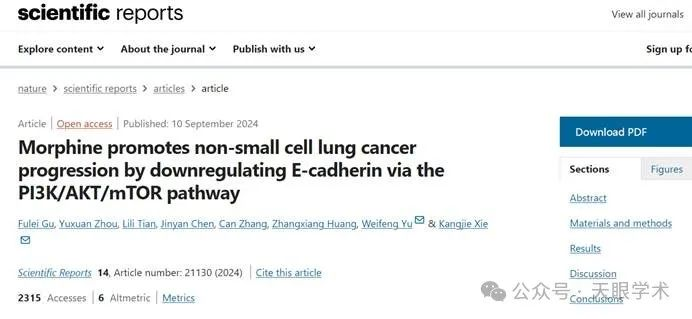 scientific reports
View all journals
Explore content
About the journal
Publish with us
Sign up fo
nature > scientific reports > articles > article
Article | Open access | Published: 10 September 2024
Morphine promotes non-small cell lung cancer
progression by downregulating E-cadherin via the
PI3K/AKT/mTOR pathway
Fulei Gu, Yuxuan Zhou, Lili Tian, Jinyan Chen, Can Zhang, Zhangxiang Huang, Weifeng Yu & Kangjie Xie
Scientific Reports 14, Article number: 21130 (2024) | Cite this article
2315 Accesses | 6 Altmetric | Metrics
Download PDF
Sections
Figures
Abstract
Materials and methods
Results
Discussion
Conclusions
公众号·天眼学术